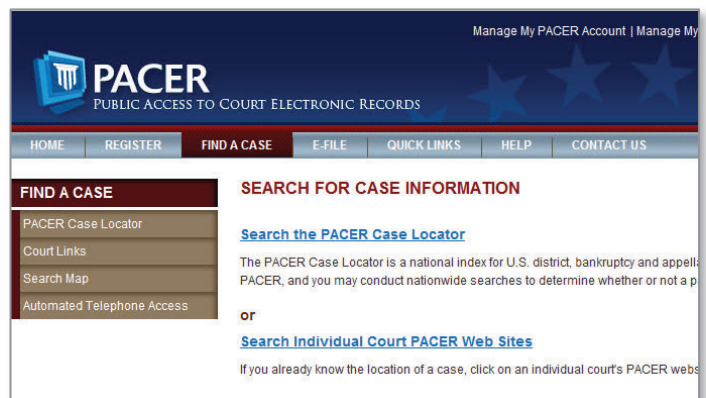 Manage My PACER Account | Manage My
PACER
PUBLIC ACCESS TO COURT ELECTRONIC RECORDS
HOME REGISTER FIND A CASE E-FILE QUICK LINKS HELP CONTACT US
FIND A CASE
PACER Case Locator
Court Links
Search Map
Automated Telephone Access
SEARCH FOR CASE INFORMATION
Search the PACER Case Locator
The PACER Case Locator is a national index for U.S. district, bankruptcy and appella
PACER, and you may conduct nationwide searches to determine whether or not a p
or
Search Individual Court PACER Web Sites
If you already know the location of a case, click on an individual court's PACER webs